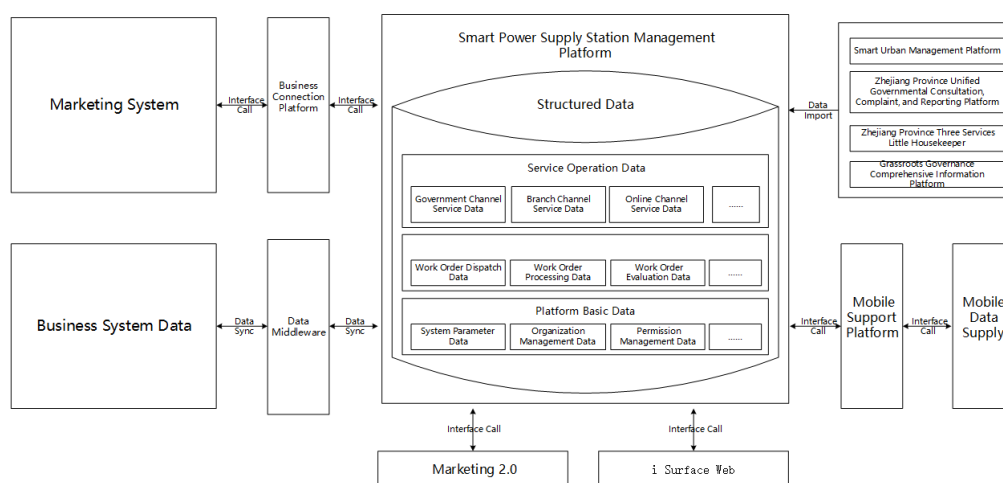 Smart Power Supply Station Management
Platform
Structured Data
Service Operation Data
Government Channel
Service Data
Branch Channel
Service Data
Online Channel
Service Data
......
Work Order Dispatch
Data
Work Order
Processing Data
Work Order
Evaluation Data
......
Platform Basic Data
System Parameter
Data
Organization
Management Data
Permission
Management Data
......
Marketing System
Interface
Call
Business
Connection
Platform
Interface
Call
Business System Data
Data
Sync
Data
Middleware
Data
Sync
Data
Import
Smart Urban Management Platform
Zhejiang Province Unified
Governmental Consultation,
Complaint, and Reporting Platform
Zhejiang Province Three Services
Little Housekeeper
Grassroots Governance
Comprehensive Information
Platform
Interface
Call
Mobile
Support
Platform
Interface
Call
Mobile
Data
Supply
Interface Call
Interface Call
Marketing 2.0
i Surface Web